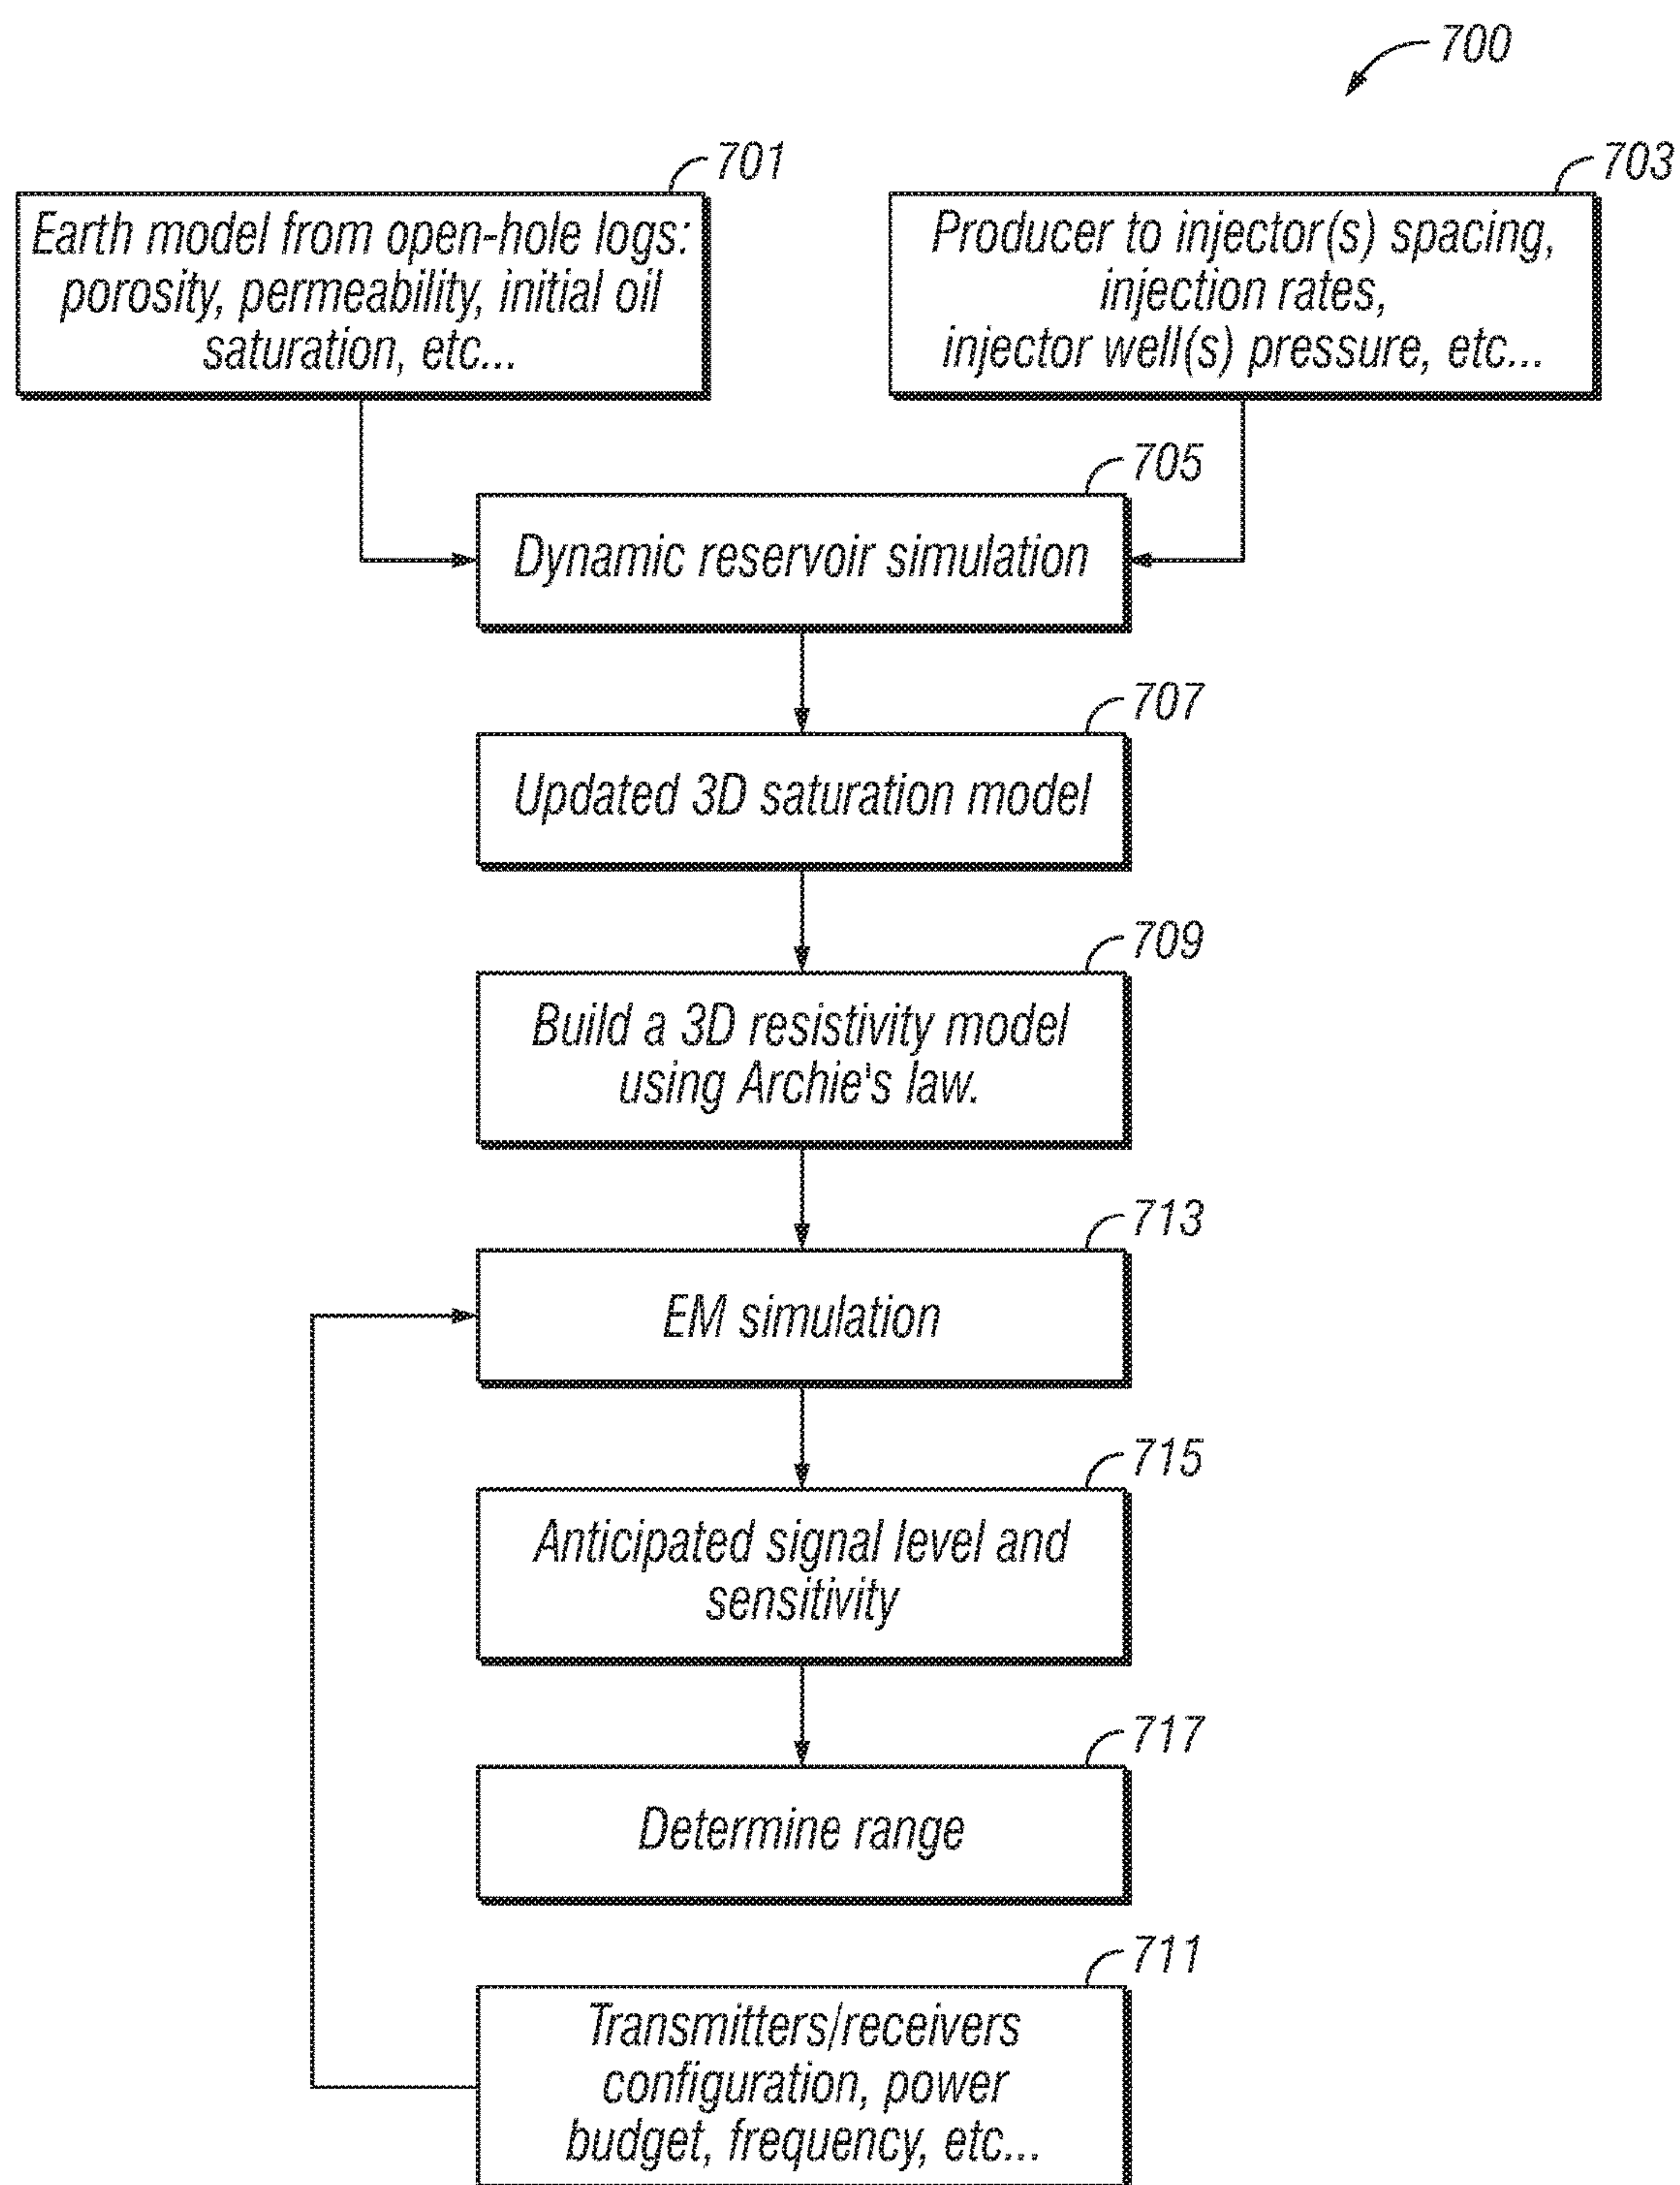 700
701
Earth model from open-hole logs:
porosity, permeability, initial oil
saturation, etc...
703
Producer to injector(s) spacing,
injection rates,
injector well(s) pressure, etc...
705
Dynamic reservoir simulation
707
Updated 3D saturation model
709
Build a 3D resistivity model
using Archie's law.
713
EM simulation
715
Anticipated signal level and
sensitivity
717
Determine range
711
Transmitters/receivers
configuration, power
budget, frequency, etc...